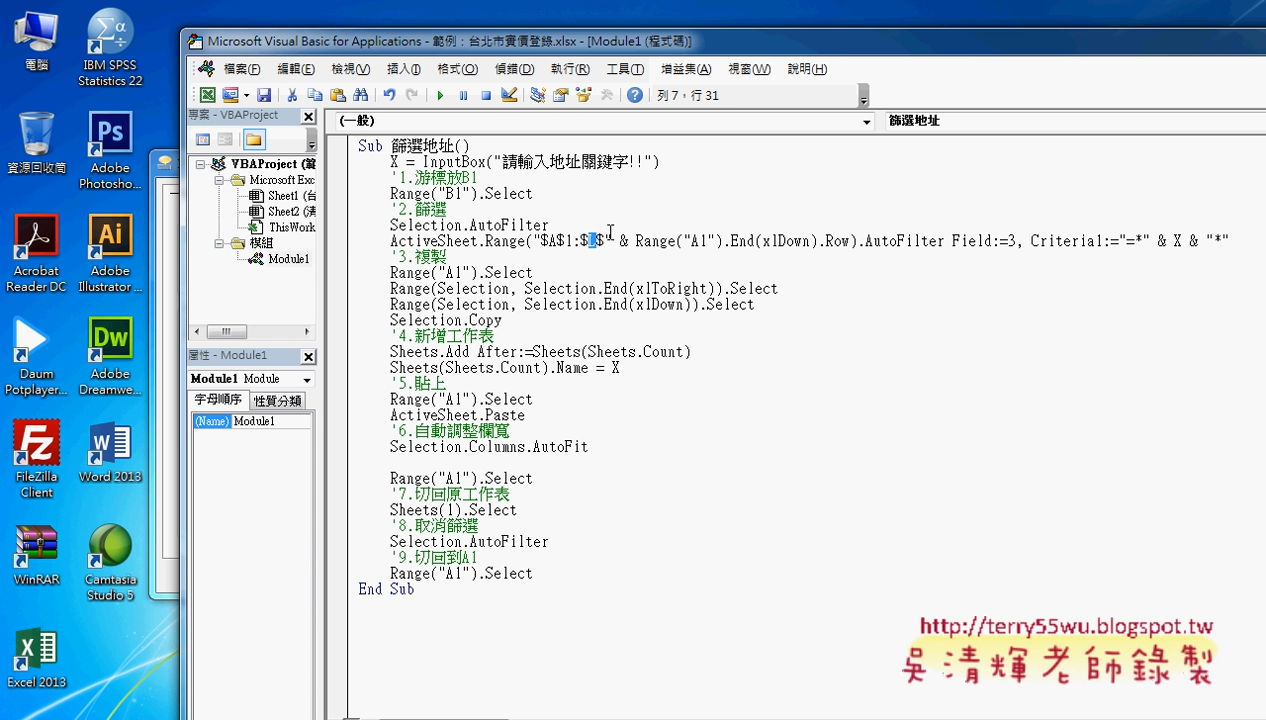 Microsoft Visual Basic for Applications - 範例：台北市實價登錄.xlsx - [Module1 (程式碼)]
檔案(F) 編輯(E) 檢視(V) 插入(I) 格式(O) 偵錯(D) 執行(R) 工具(T) 增益集(A) 視窗(W) 說明(H)
列 7，行 31
專案 - VBAProject
(一般)
篩選地址
VBAProject (範
Microsoft Exc
Sheet1 (台
Sheet2 (清
ThisWork
模組
Module1
屬性 - Module1
Module1 Module
字母順序 性質分類
(Name) Module1
Sub 篩選地址()
X = InputBox("請輸入地址關鍵字!!")
'1.游標放B1
Range("B1").Select
'2.篩選
Selection.AutoFilter
'3.複製
Range("A1").Select
Range(Selection, Selection.End(xlToRight)).Select
Range(Selection, Selection.End(xlDown)).Select
Selection.Copy
'4.新增工作表
Sheets.Add After:=Sheets(Sheets.Count)
Sheets(Sheets.Count).Name = X
'5.貼上
Range("A1").Select
ActiveSheet.Paste
'6.自動調整欄寬
Selection.Columns.AutoFit
Range("A1").Select
'7.切回原工作表
Sheets(1).Select
'8.取消篩選
Selection.AutoFilter
'9.切回到A1
Range("A1").Select
End Sub
電腦
IBM SPSS
Statistics 22
資源回收筒
Adobe
Photosho...
Acrobat
Reader DC
Adobe
Illustrator ...
Daum
Potplayer...
Adobe
Dreamwe...
FileZilla
Client
Word 2013
WinRAR
Camtasia
Studio 5
Excel 2013
http://terry55wu.blogspot.tw
吳清輝老師錄製